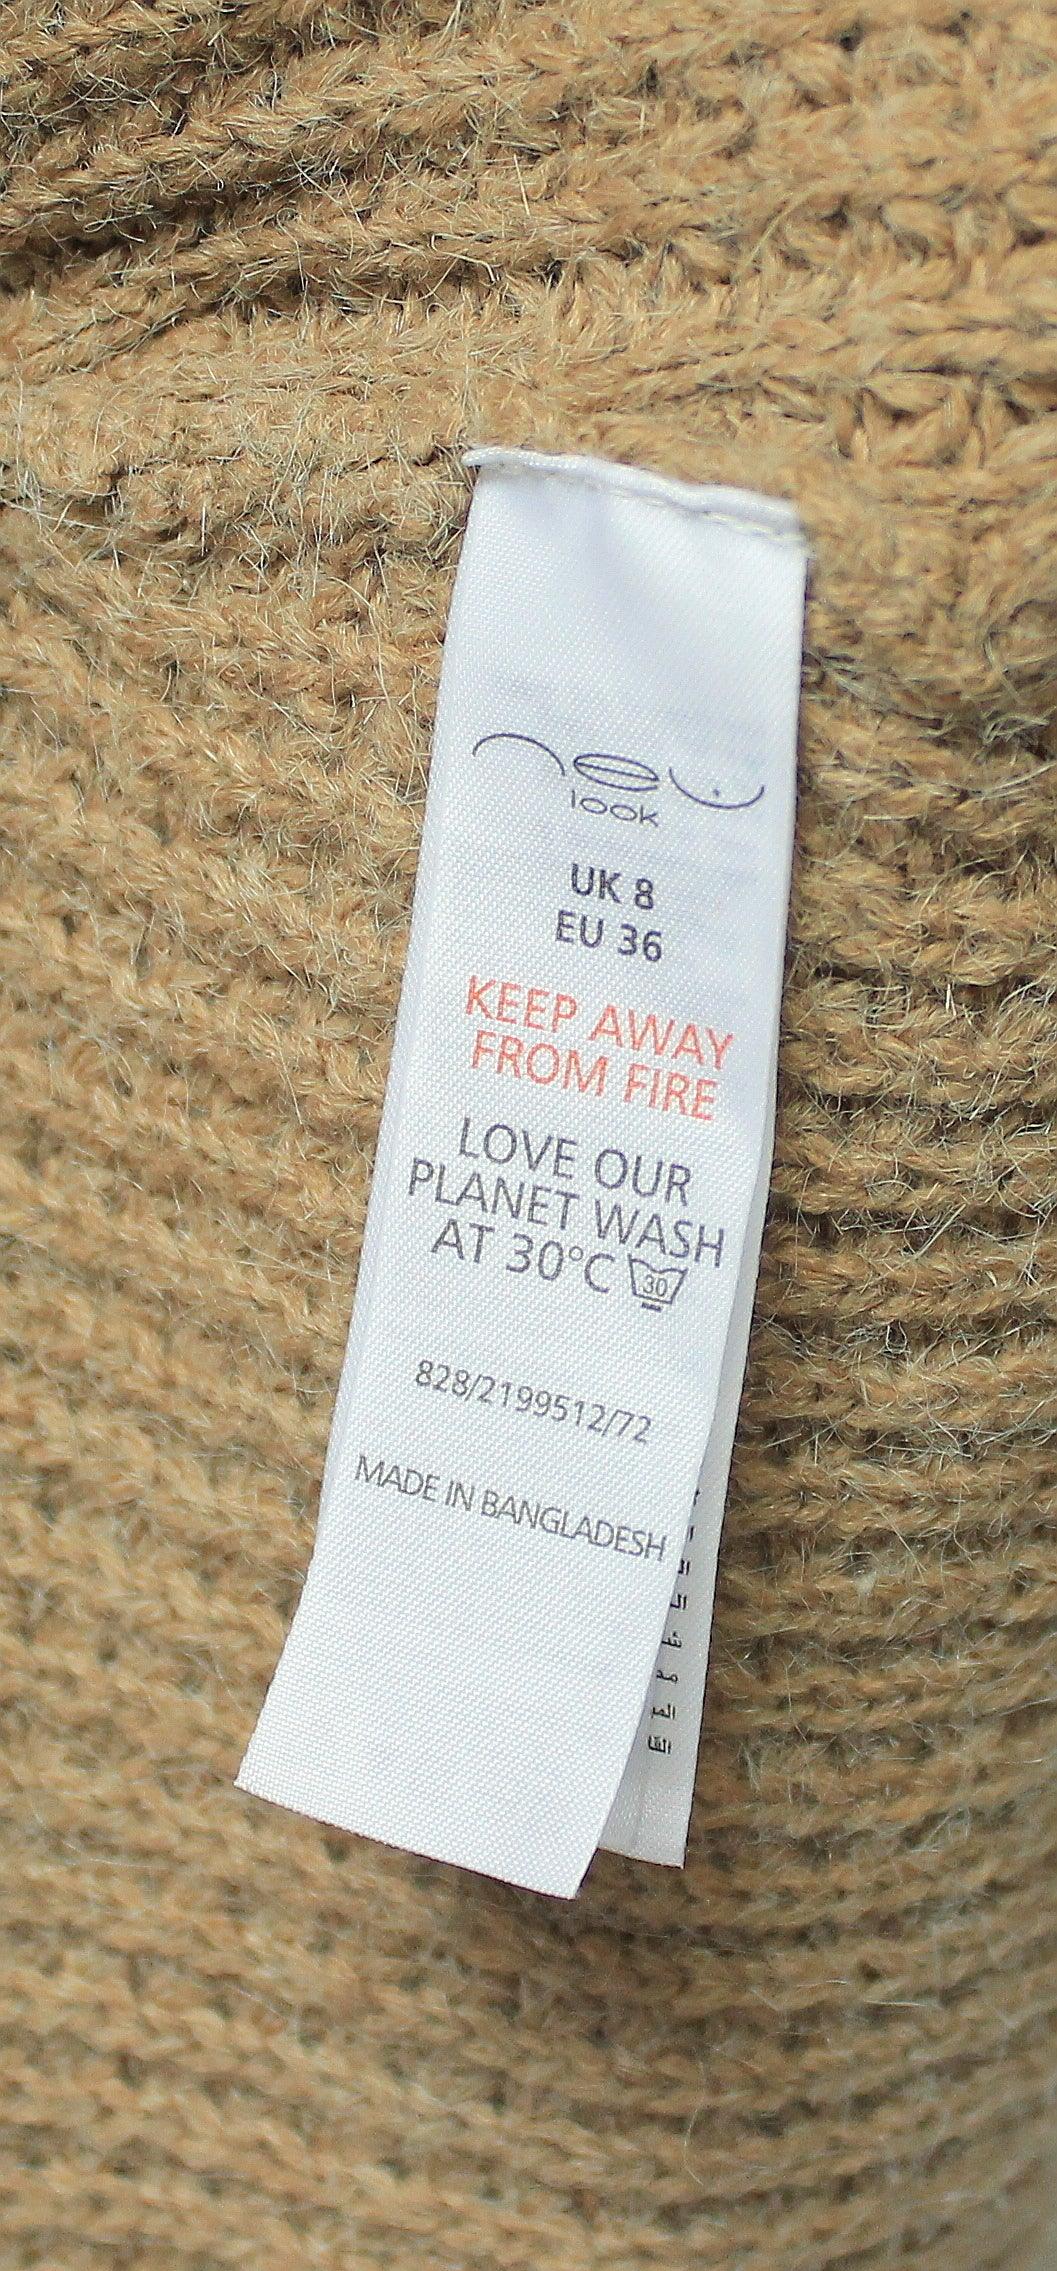 new
look
UK 8
EU 36
KEEP AWAY
FROM FIRE
LOVE OUR
PLANET WASH
AT 30°C 30
828/2199512/72
MADE IN BANGLADESH